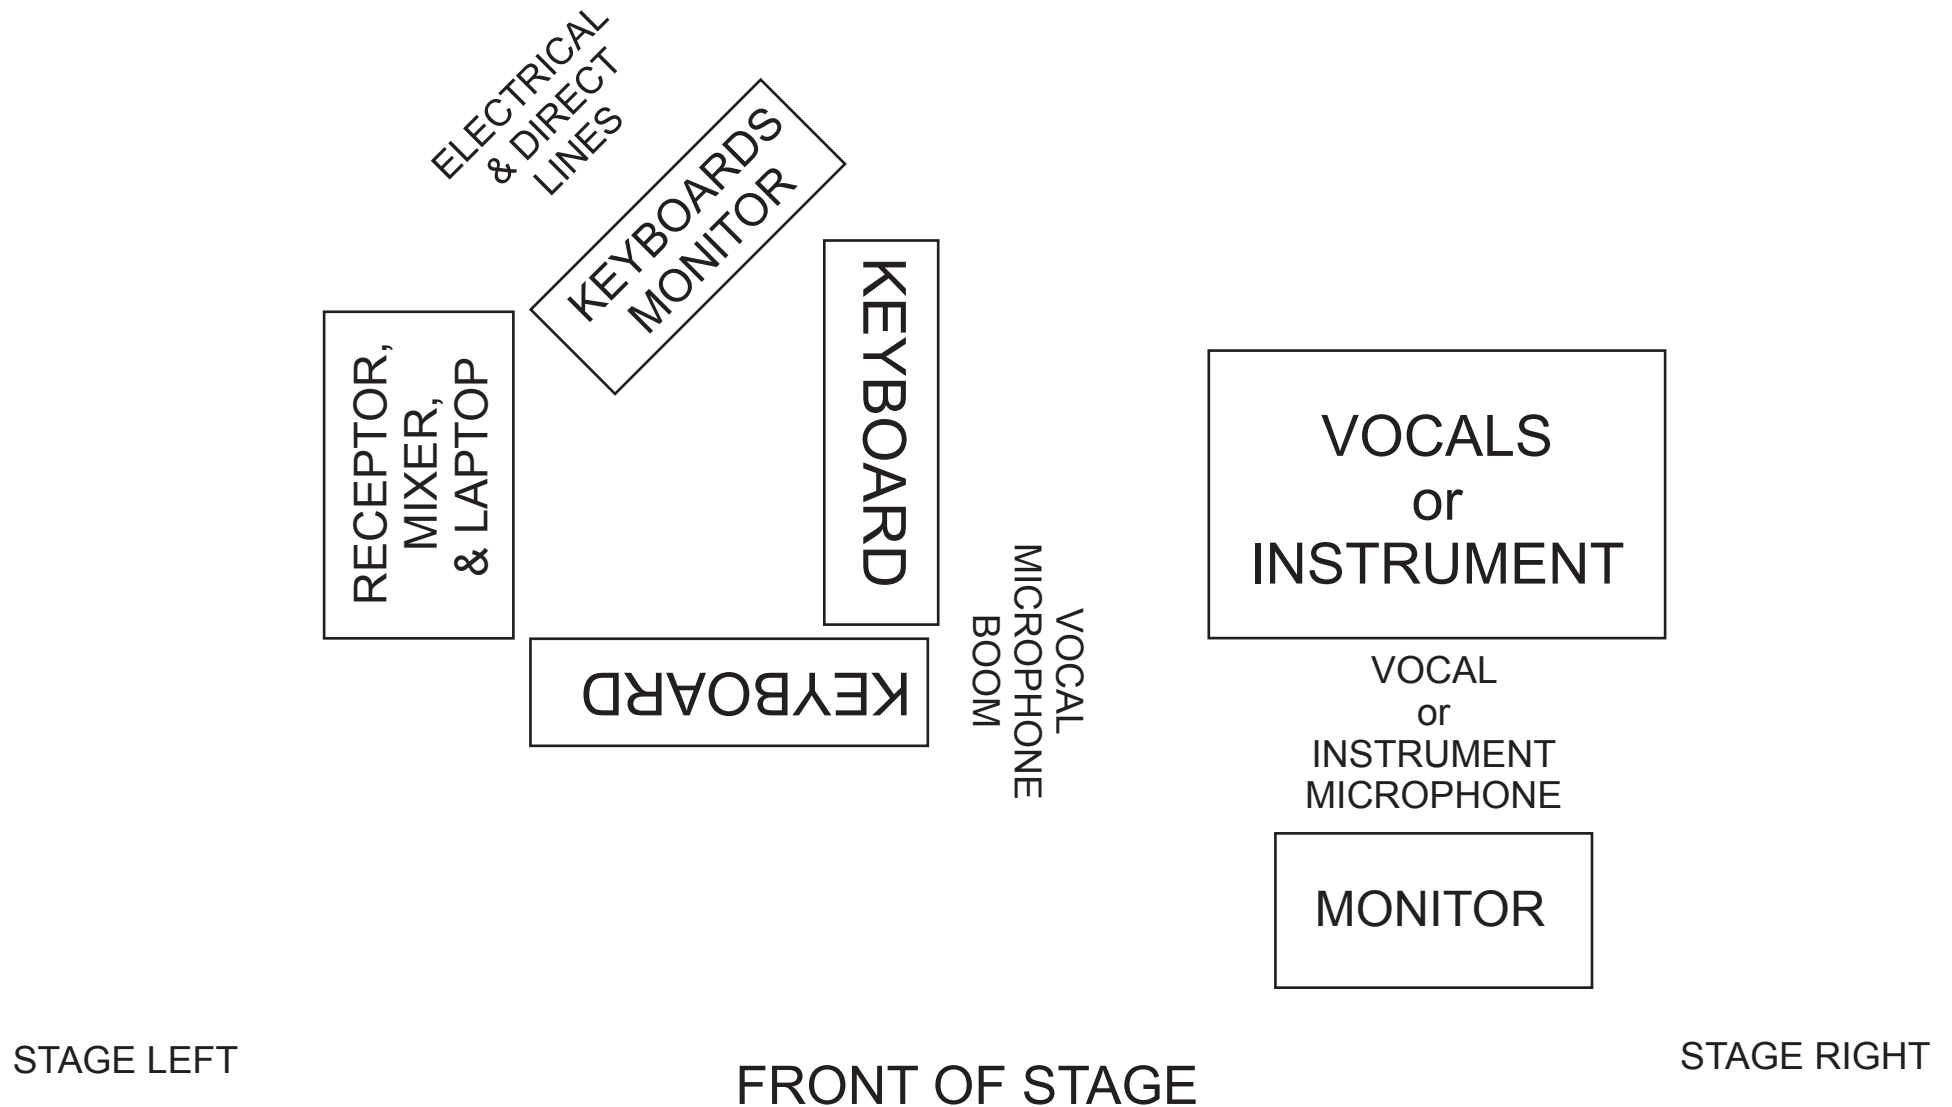 ELECTRICAL
& DIRECT
LINES
KEYBOARDS
MONITOR
KEYBOARD
RECEPTOR,
MIXER,
& LAPTOP
KEYBOARD
VOCAL
MICROPHONE
BOOM
VOCALS
or
INSTRUMENT
VOCAL
or
INSTRUMENT
MICROPHONE
MONITOR
STAGE LEFT
FRONT OF STAGE
STAGE RIGHT